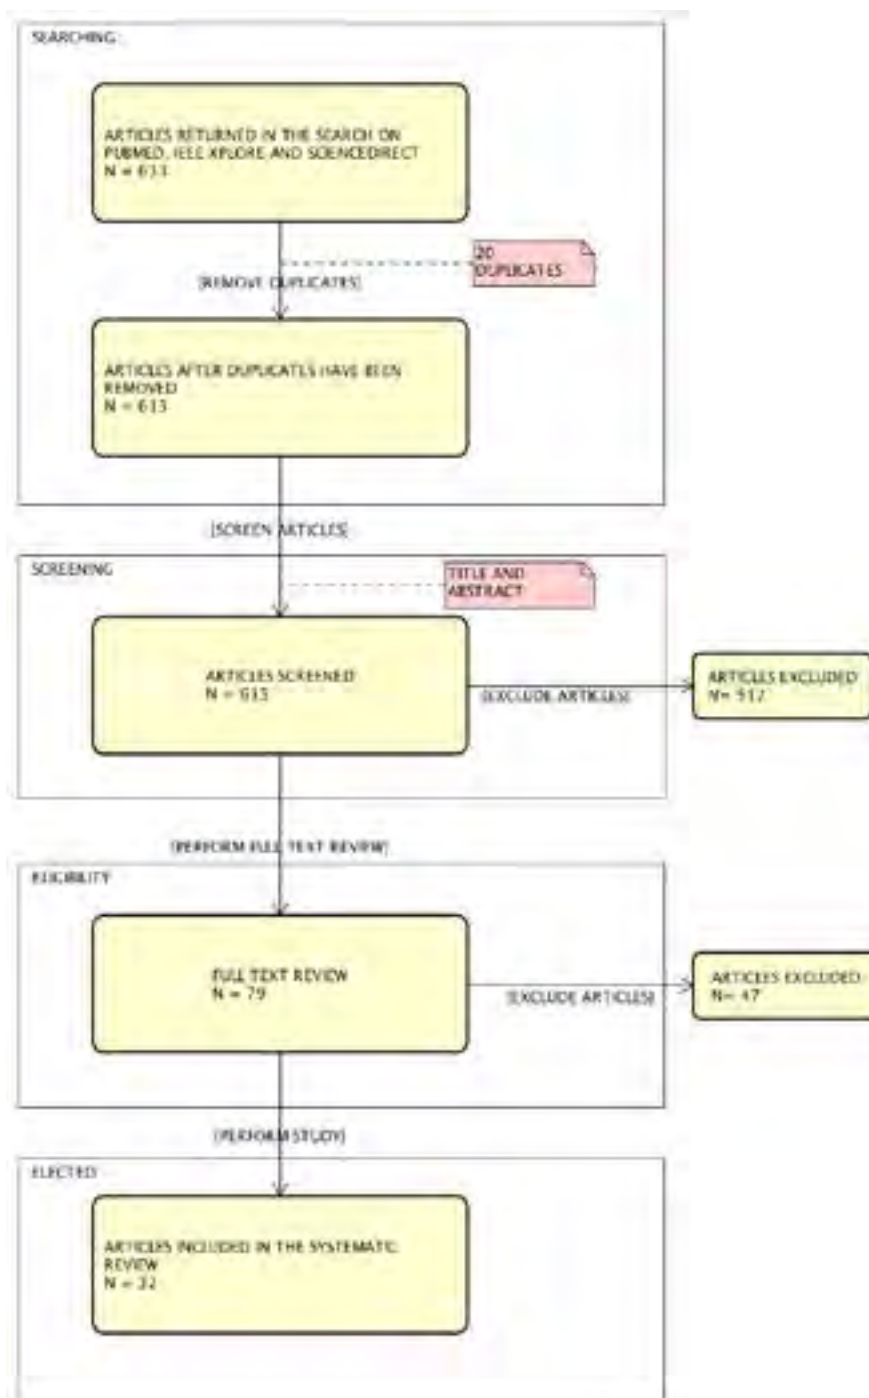 SEARCHING
ARTICLES RETURNED IN THE SEARCH ON
PUBMED, IEEE XPLORE AND SCIENCEDIRECT
N = 633
20
DUPLICATES
[REMOVE DUPLICATES]
ARTICLES AFTER DUPLICATES HAVE BEEN
REMOVED
N = 613
[SCREEN ARTICLES]
SCREENING
TITLE AND
ABSTRACT
ARTICLES SCREENED
N = 613
[EXCLUDE ARTICLES]
ARTICLES EXCLUDED
N=
[PERFORM FULL TEXT REVIEW]
ELIGIBILITY
FULL TEXT REVIEW
N = 79
[EXCLUDE ARTICLES]
ARTICLES EXCLUDED
N= 47
[PERFORM STUDY]
ELECTED
ARTICLES INCLUDED IN THE SYSTEMATIC
REVIEW
N = 32